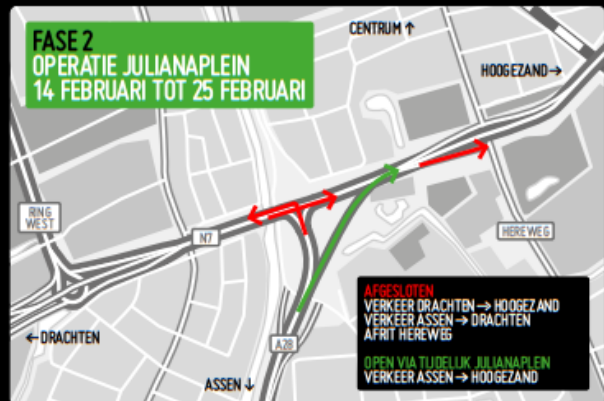 FASE 2
OPERATIE JULIANAPLEIN
14 FEBRUARI TOT 25 FEBRUARI
CENTRUM ↑
HOOGEZAND →
RING
WEST
N7
HEREWEG
← DRACHTEN
A28
ASSEN ↓
AFGESLOTEN
VERKEER DRACHTEN → HOOGEZAND
VERKEER ASSEN → DRACHTEN
AFRIT HEREWEG
OPEN VIA TIJDELIJK JULIANAPLEIN
VERKEER ASSEN → HOOGEZAND